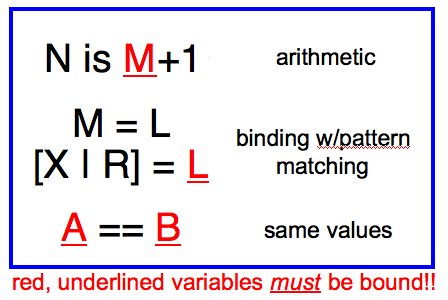 N is M+1 arithmetic
M = L
[X | R] = L binding w/pattern matching
A == B same values
red, underlined variables must be bound!!